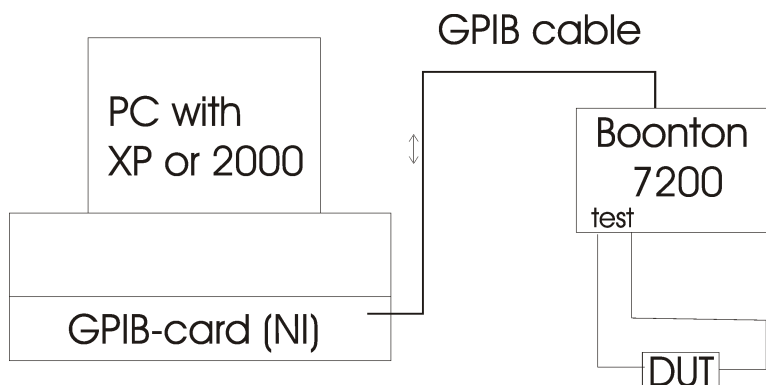 GPIB cable
PC with
XP or 2000
Boonton
7200
test
GPIB-card (NI)
DUT